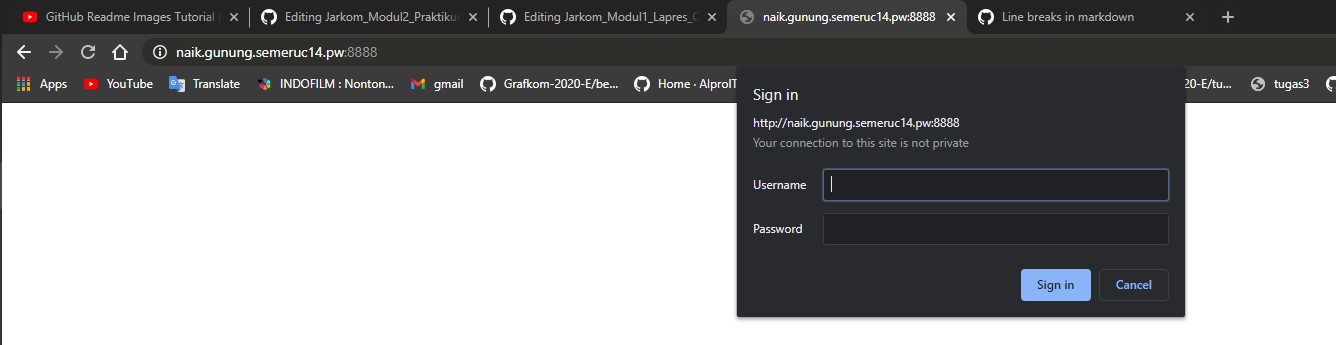 GitHub Readme Images Tutorial
Editing Jarkom_Modul2_Praktiku
Editing Jarkom_Modul1_Lapres_
naik.gunung.semeruc14.pw:8888
Line breaks in markdown
naik.gunung.semeruc14.pw:8888
Apps
YouTube
Translate
INDOFILM : Nonton...
gmail
Grafkom-2020-E/be...
Home · AlproIT
20-E/tu...
tugas3
Sign in
http://naik.gunung.semeruc14.pw:8888
Your connection to this site is not private
Username
Password
Sign in
Cancel